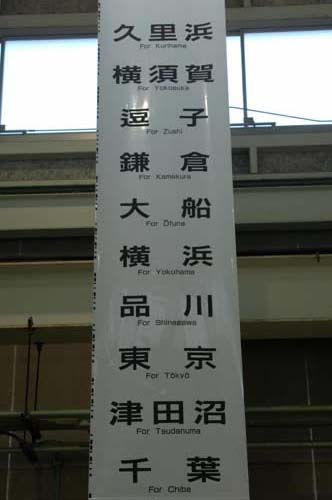 久里浜
For Kurihama
横須賀
For Yokosuka
逗子
For Zushi
鎌倉
For Kamakura
大船
For Ōfuna
横浜
For Yokohama
品川
For Shinagawa
東京
For Tōkyō
津田沼
For Tsudanuma
千葉
For Chiba